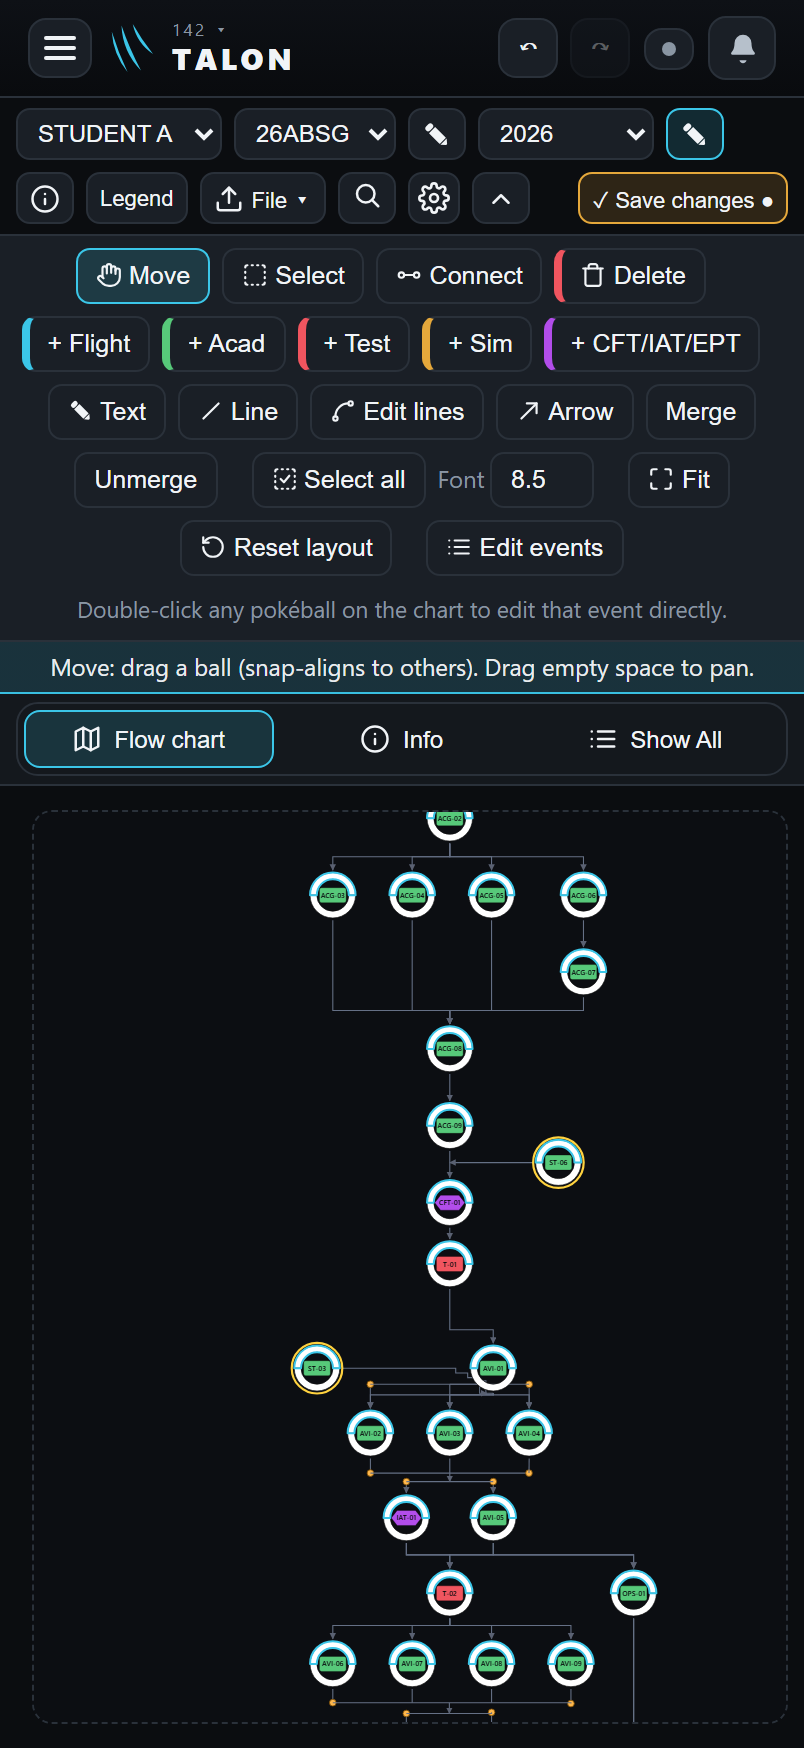 142
TALON
STUDENT A 26ABSG 2026
Legend File Save changes
Move Select Connect Delete
+ Flight + Acad + Test + Sim + CFT/IAT/EPT
Text Line Edit lines Arrow Merge
Unmerge Select all Font 8.5 Fit
Reset layout Edit events
Double-click any pokéball on the chart to edit that event directly.
Move: drag a ball (snap-aligns to others). Drag empty space to pan.
Flow chart Info Show All
ACG-02
ACG-03 ACG-04 ACG-05 ACG-06
ACG-07
ACG-08
ACG-09
ST-06
CFT-01
T-01
ST-03 AVI-01
AVI-02 AVI-03 AVI-04
IAT-01 AVI-05
T-02 OPS-01
AVI-06 AVI-07 AVI-08 AVI-09